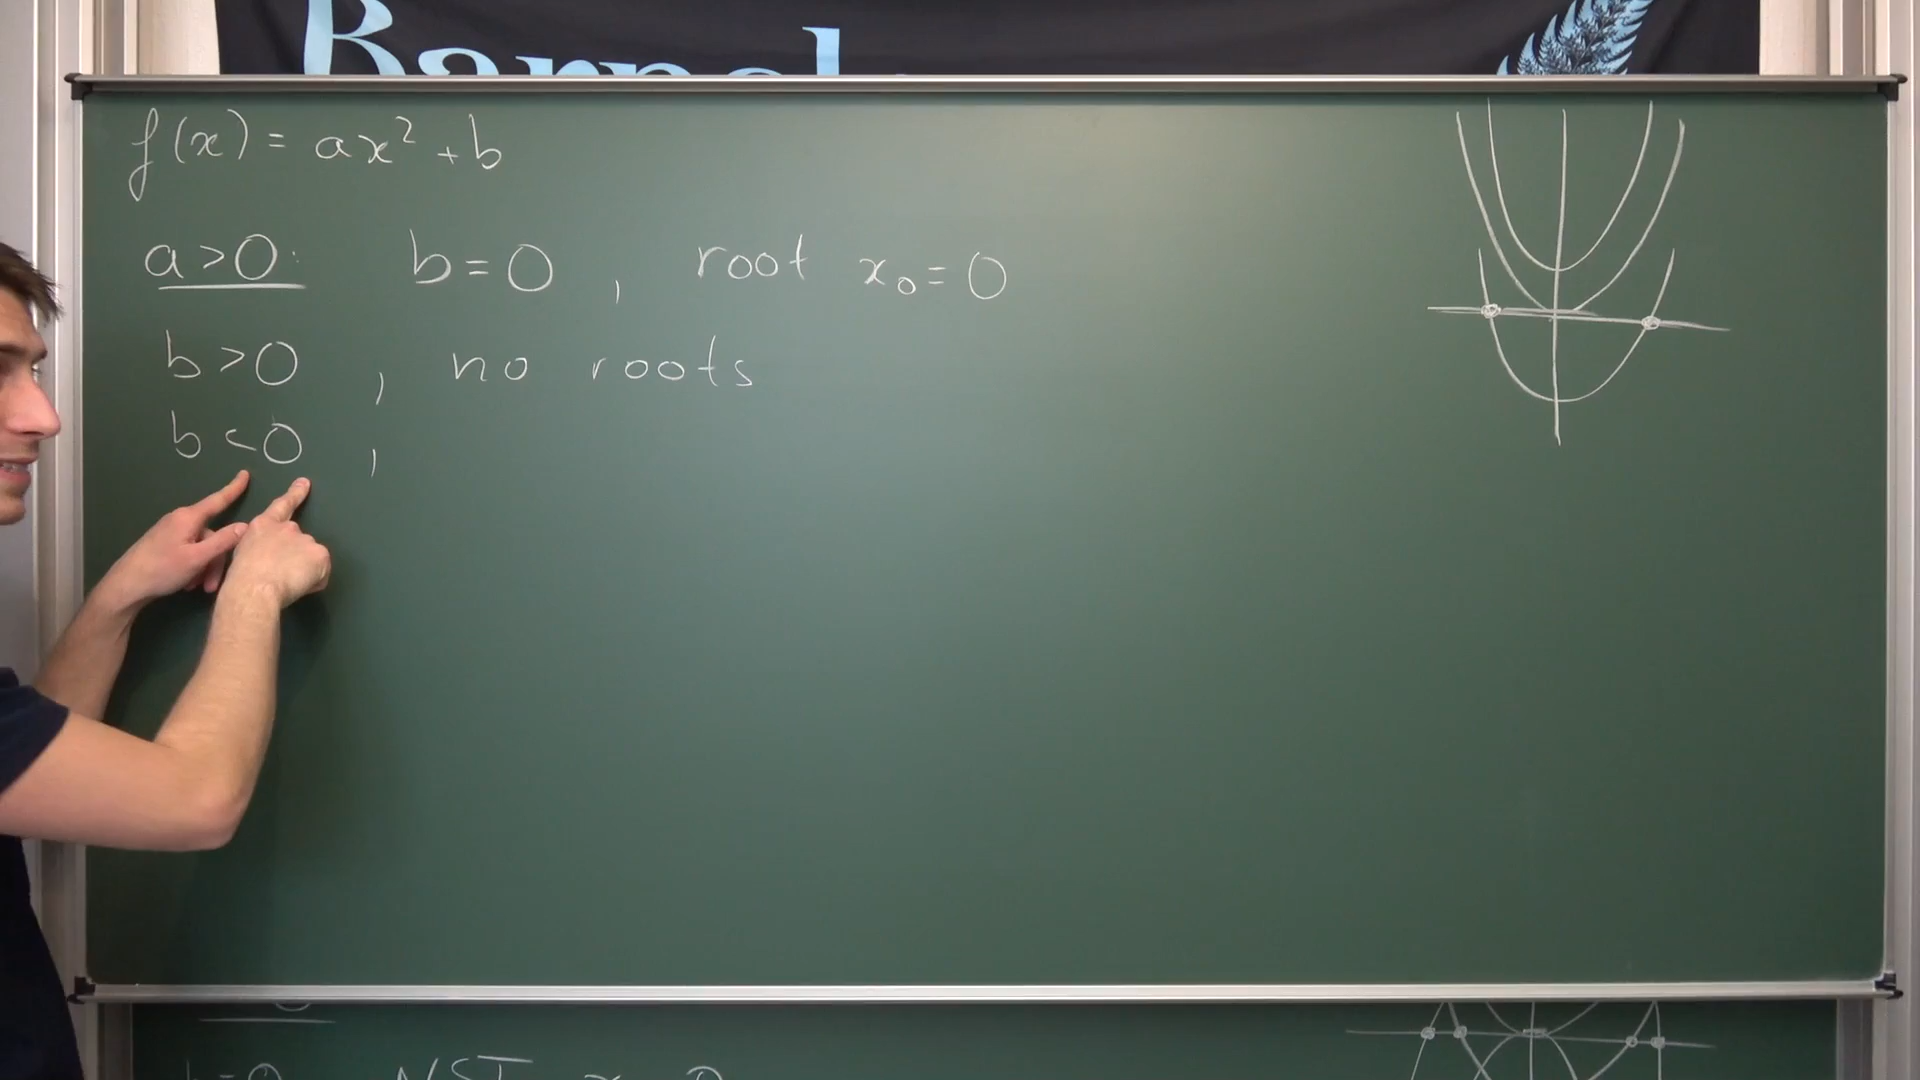 f(x) = ax² + b
a>0: b=0, root x₀=0
b>0, no roots
b<0,